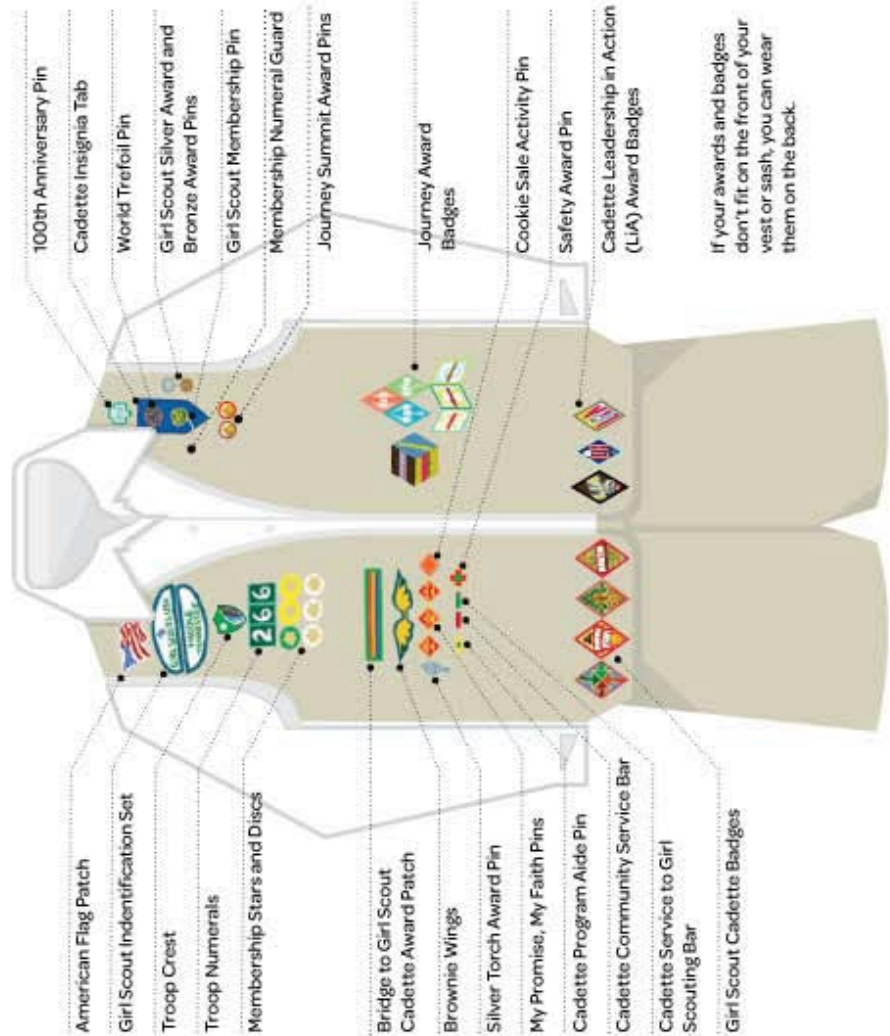 American Flag Patch
Girl Scout Indentification Set
Troop Crest
Troop Numerals
Membership Stars and Discs
Bridge to Girl Scout
Cadette Award Patch
Brownie Wings
Silver Torch Award Pin
My Promise, My Faith Pins
Cadette Program Aide Pin
Cadette Community Service Bar
Cadette Service to Girl
Scouting Bar
Girl Scout Cadette Badges
266
100th Anniversary Pin
Cadette Insignia Tab
World Trefoil Pin
Girl Scout Silver Award and
Bronze Award Pins
Girl Scout Membership Pin
Membership Numeral Guard
Journey Summit Award Pins
Journey Award
Badges
Cookie Sale Activity Pin
Safety Award Pin
Cadette Leadership in Action
(LiA) Award Badges
If your awards and badges
don't fit on the front of your
vest or sash, you can wear
them on the back.